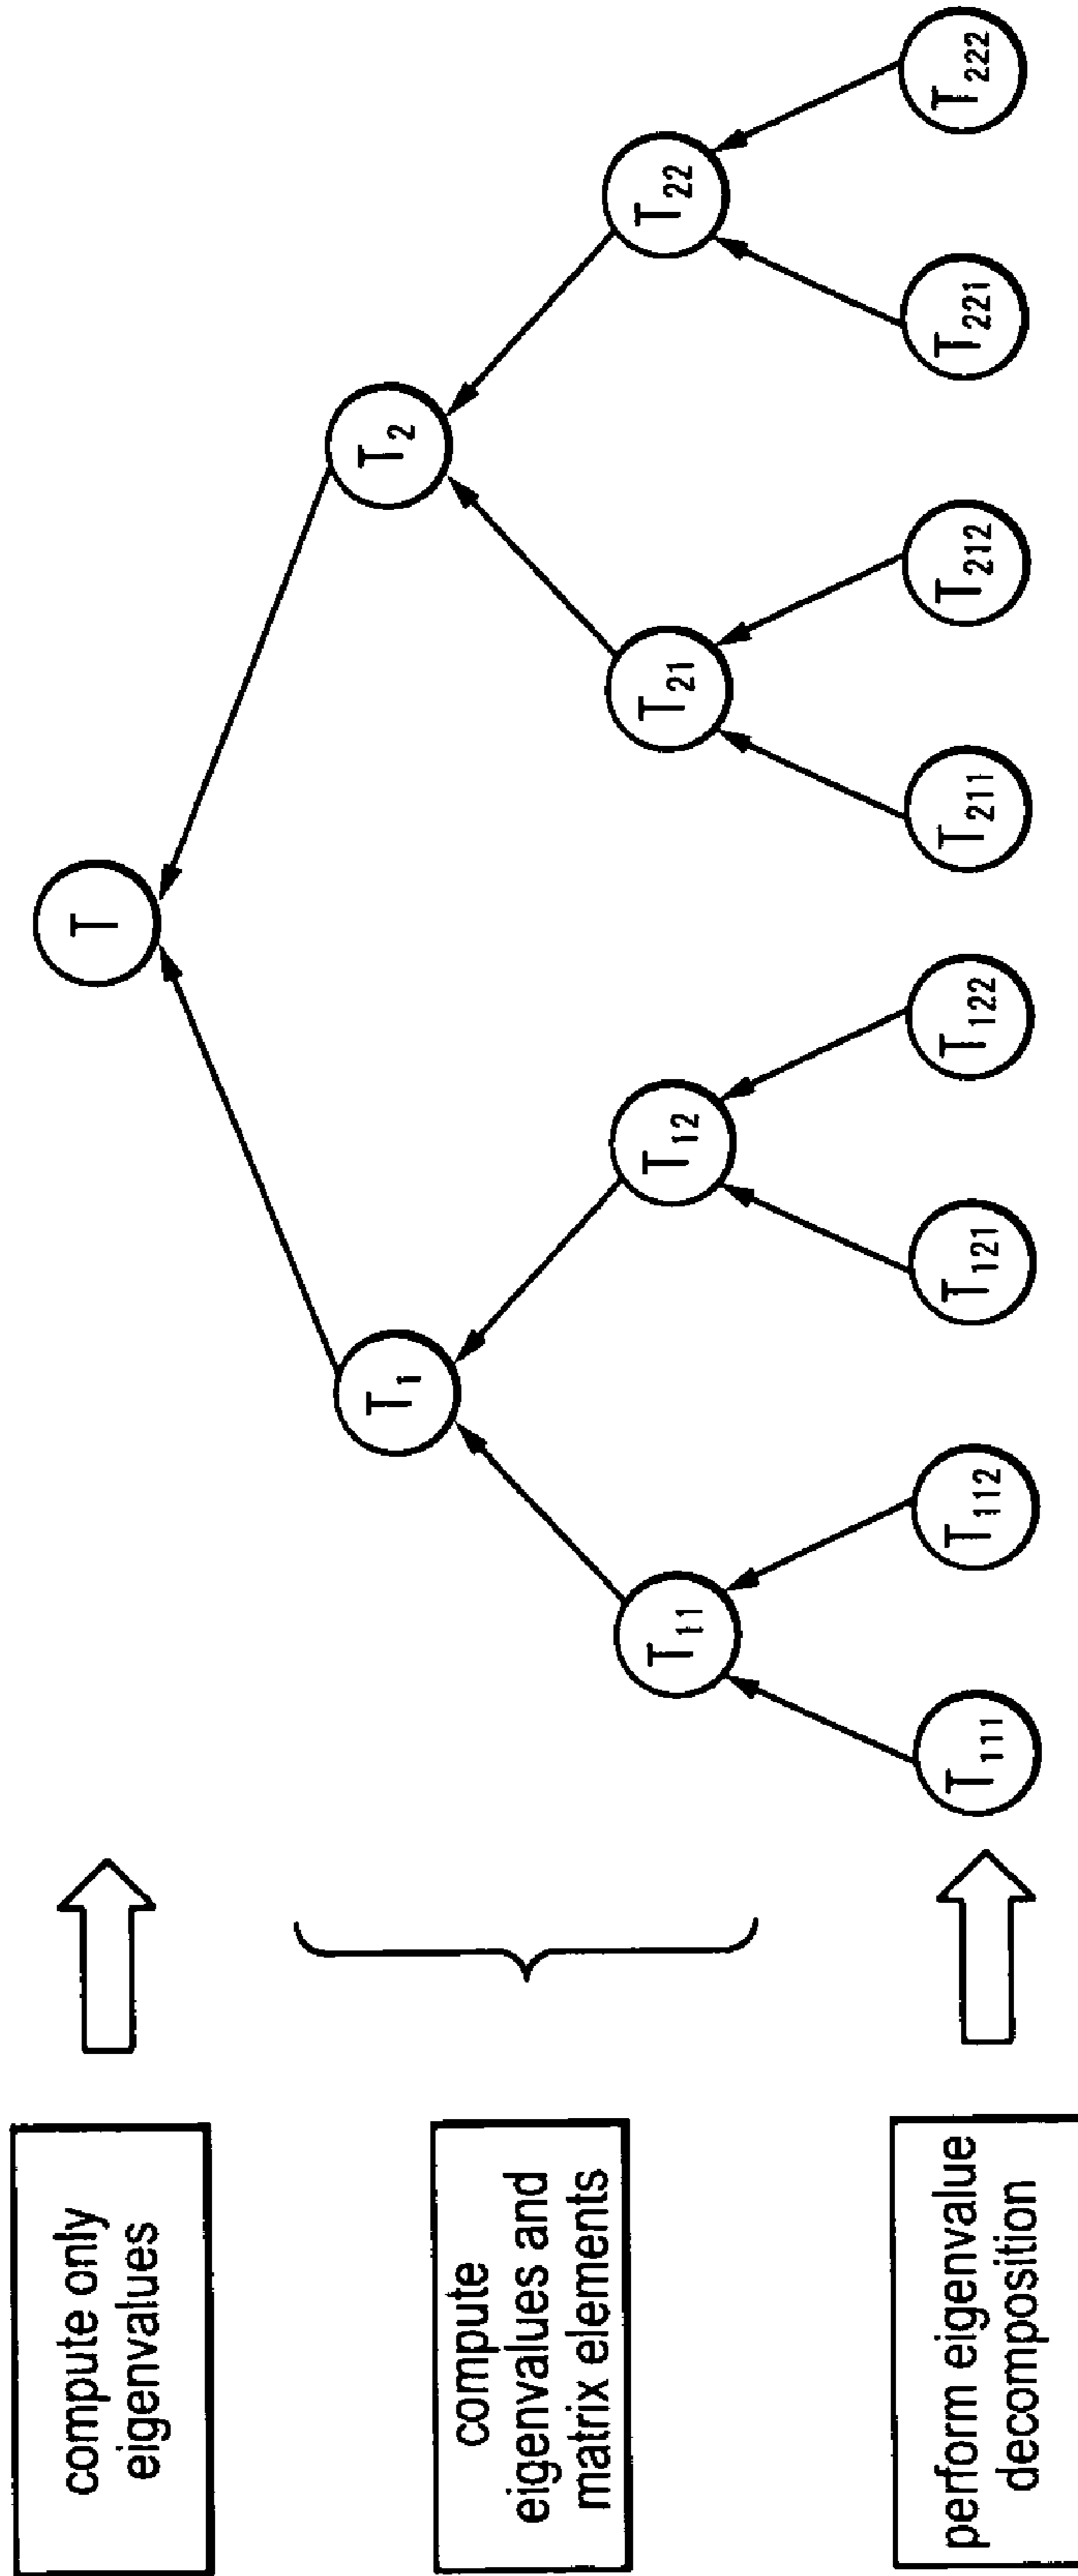 compute only
eigenvalues
T
T₁
T₂
compute
eigenvalues and
matrix elements
T₁₁
T₁₂
T₂₁
T₂₂
perform eigenvalue
decomposition
T₁₁₁
T₁₁₂
T₁₂₁
T₁₂₂
T₂₁₁
T₂₁₂
T₂₂₁
T₂₂₂